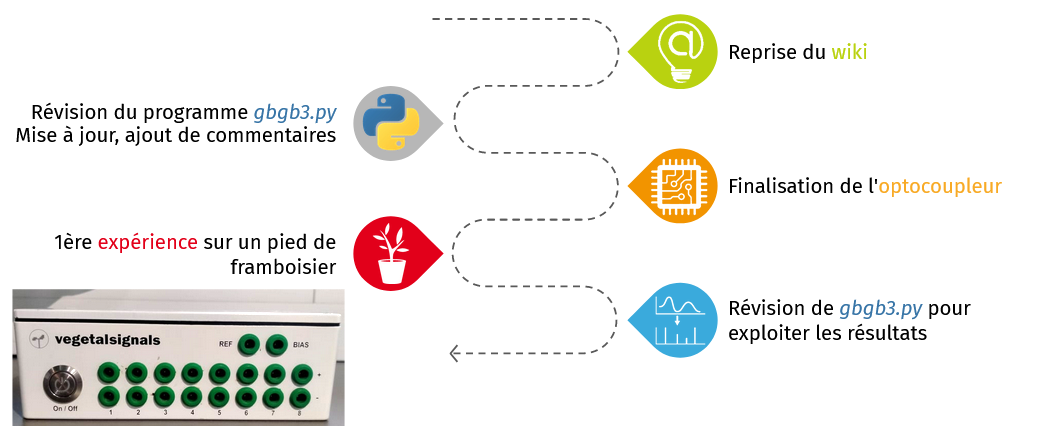 Reprise du wiki
Révision du programme gbgb3.py
Mise à jour, ajout de commentaires
Finalisation de l'optocoupleur
1ère expérience sur un pied de
framboisier
Révision de gbgb3.py pour
exploiter les résultats
vegetalsignals
REF
BIAS
+
-
On / Off
1 2 3 4 5 6 7 8